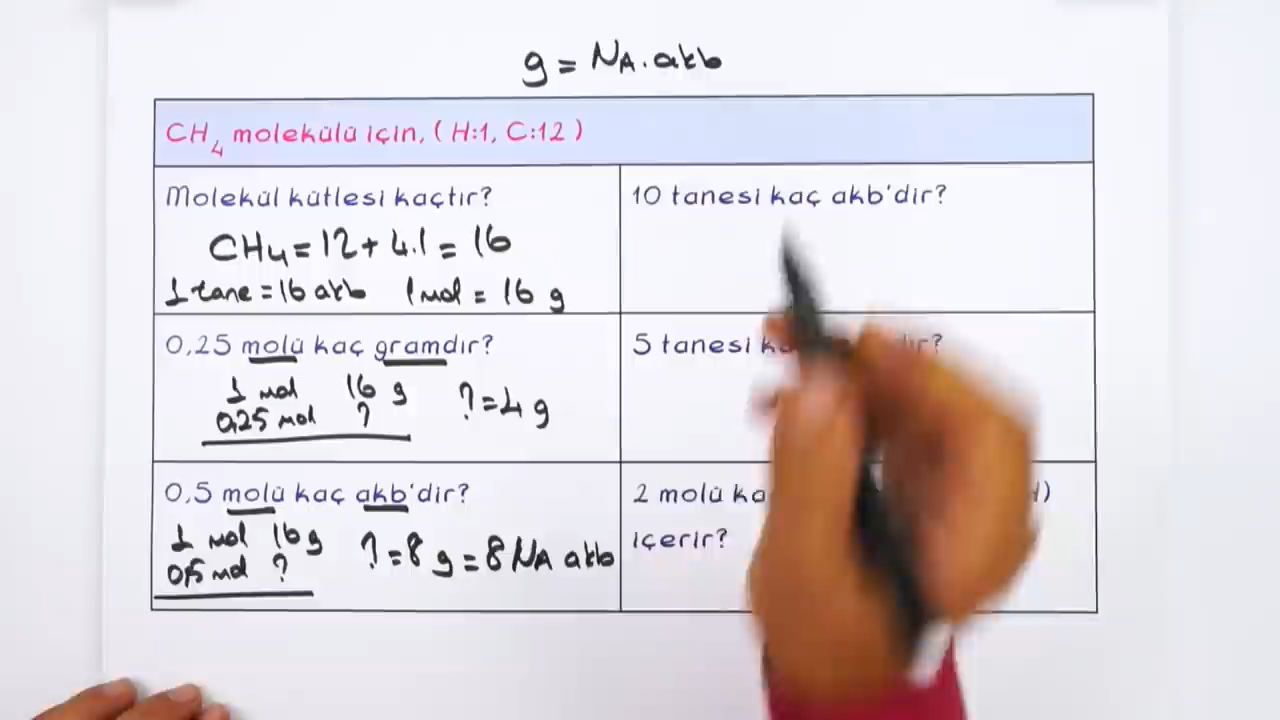 g = NA . akb
CH4 molekülü için, ( H:1, C:12 )
Molekül kütlesi kaçtır?
CH4 = 12 + 4.1 = 16
1 tane = 16 akb 1 mol = 16 g
10 tanesi kaç akb'dir?
0,25 molü kaç gramdır?
1 mol 16 g
0,25 mol ?
? = 4 g
5 tanesi
0,5 molü kaç akb'dir?
1 mol 16 g
0,5 mol ?
? = 8 g = 8 NA akb
2 molü
içerir?